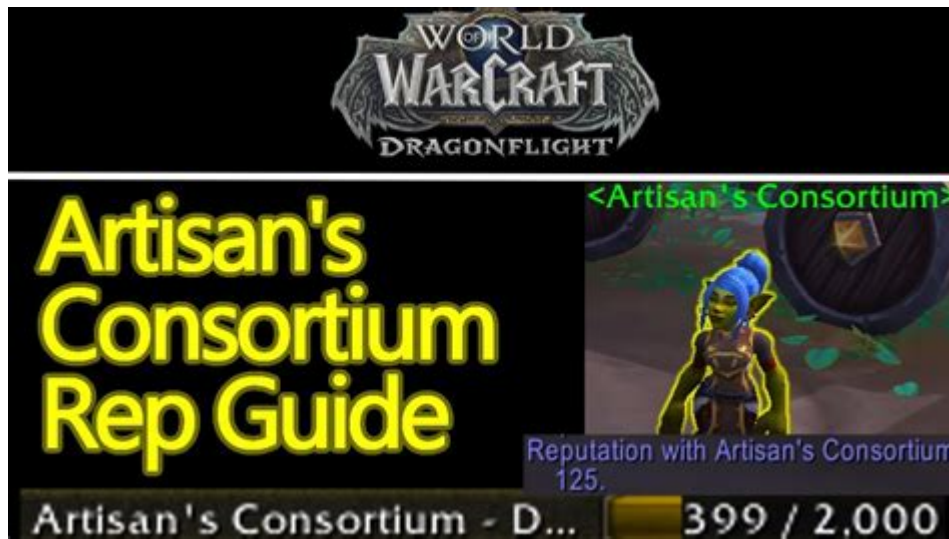 WORLD
OF
WARCRAFT
DRAGONFLIGHT
<Artisan's Consortium>
Artisan's
Consortium
Rep Guide
Reputation with Artisan's Consortium
125.
Artisan's Consortium - D... 399 / 2,000